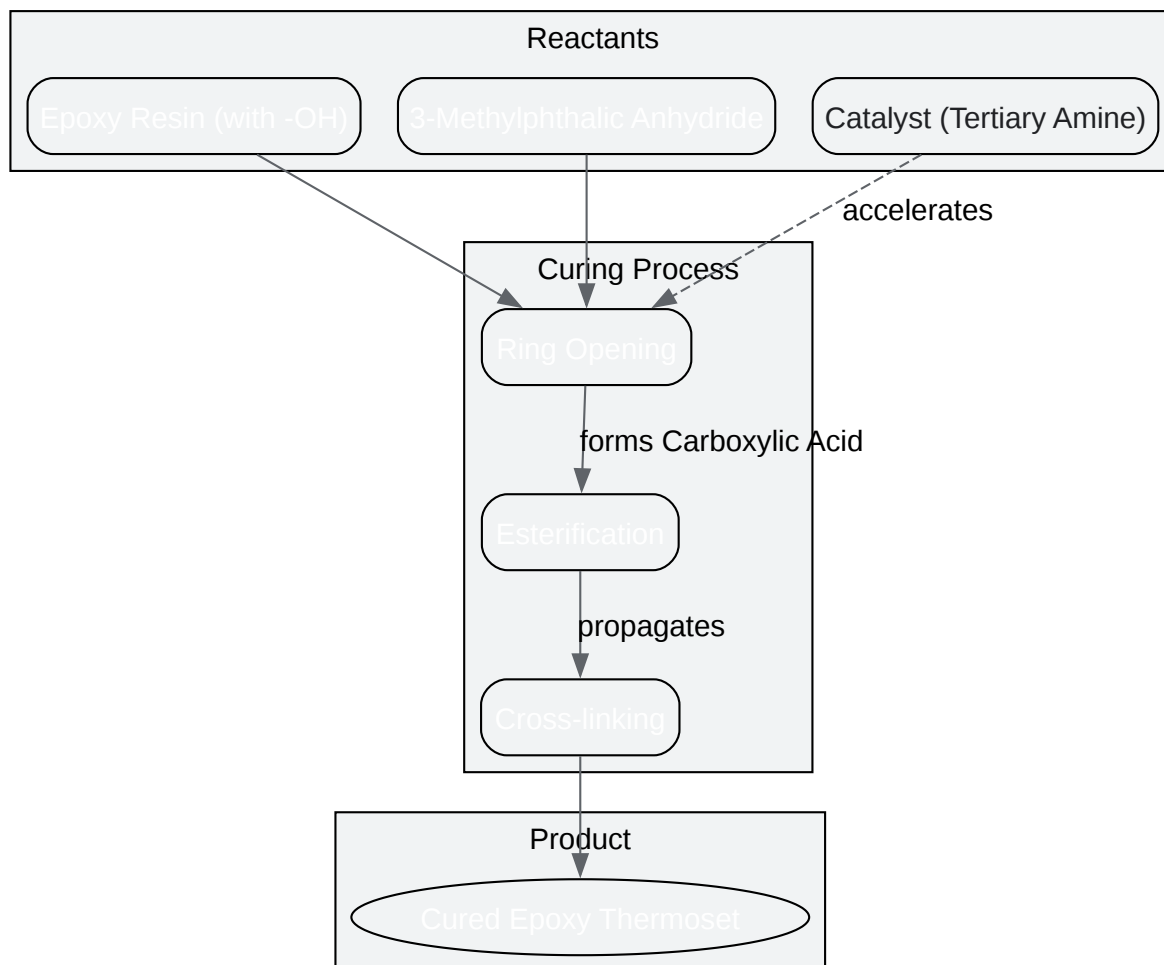 Reactants
Epoxy Resin (with -OH)
3-Methylphthalic Anhydride
Catalyst (Tertiary Amine)
accelerates
Curing Process
Ring Opening
forms Carboxylic Acid
Esterification
propagates
Cross-linking
Product
Cured Epoxy Thermoset